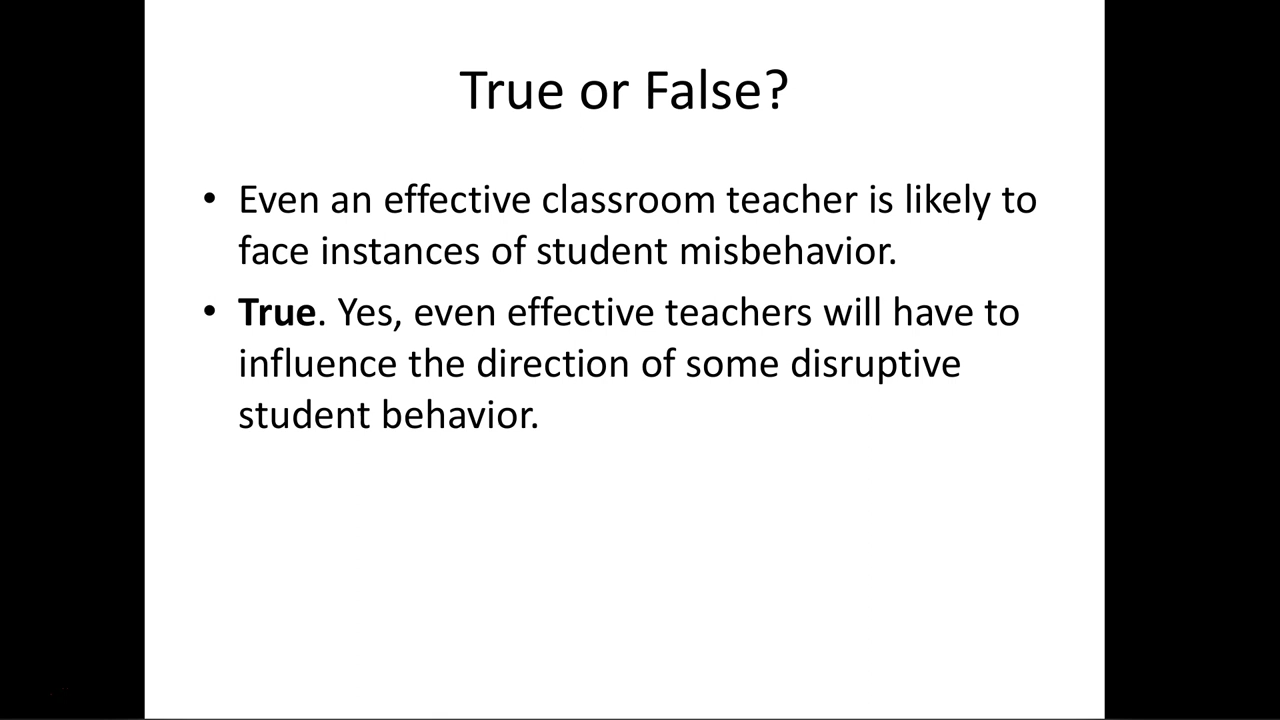 True or False?
• Even an effective classroom teacher is likely to
face instances of student misbehavior.
• True. Yes, even effective teachers will have to
influence the direction of some disruptive
student behavior.